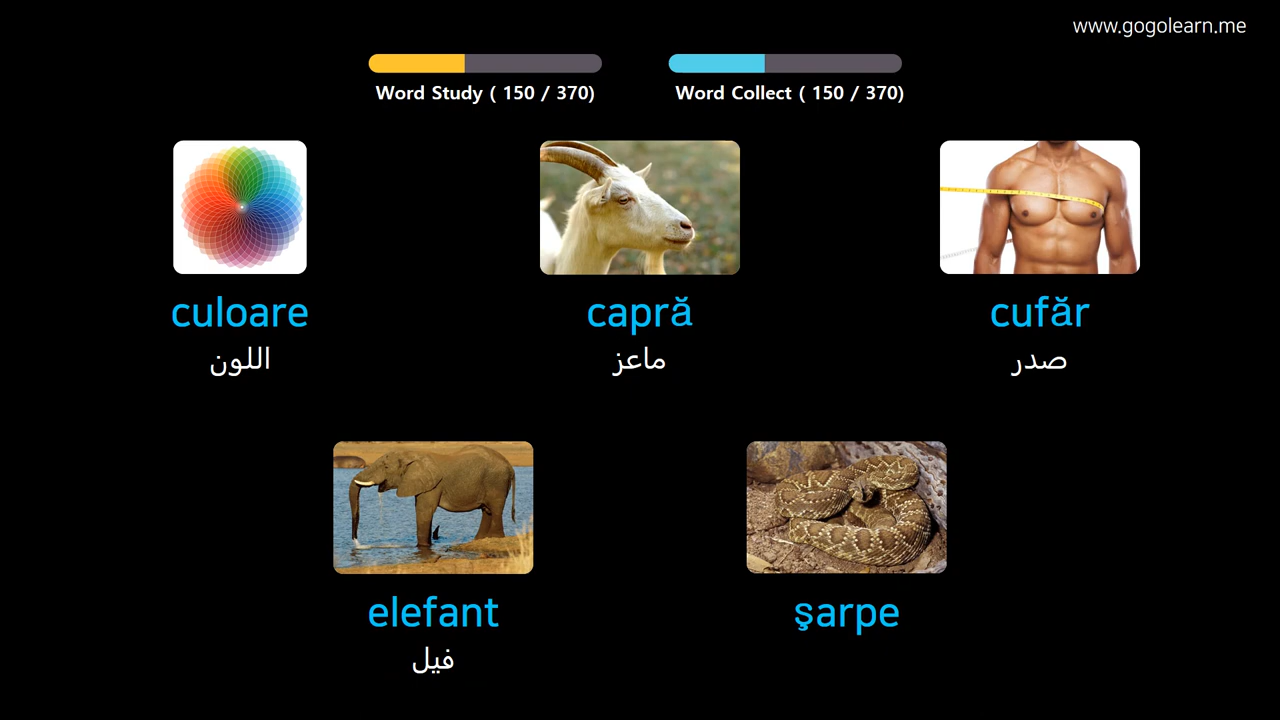 www.gogolearn.me
Word Study ( 150 / 370)
Word Collect ( 150 / 370)
culoare
اللون
capră
ماعز
cufăr
صدر
elefant
فيل
şarpe